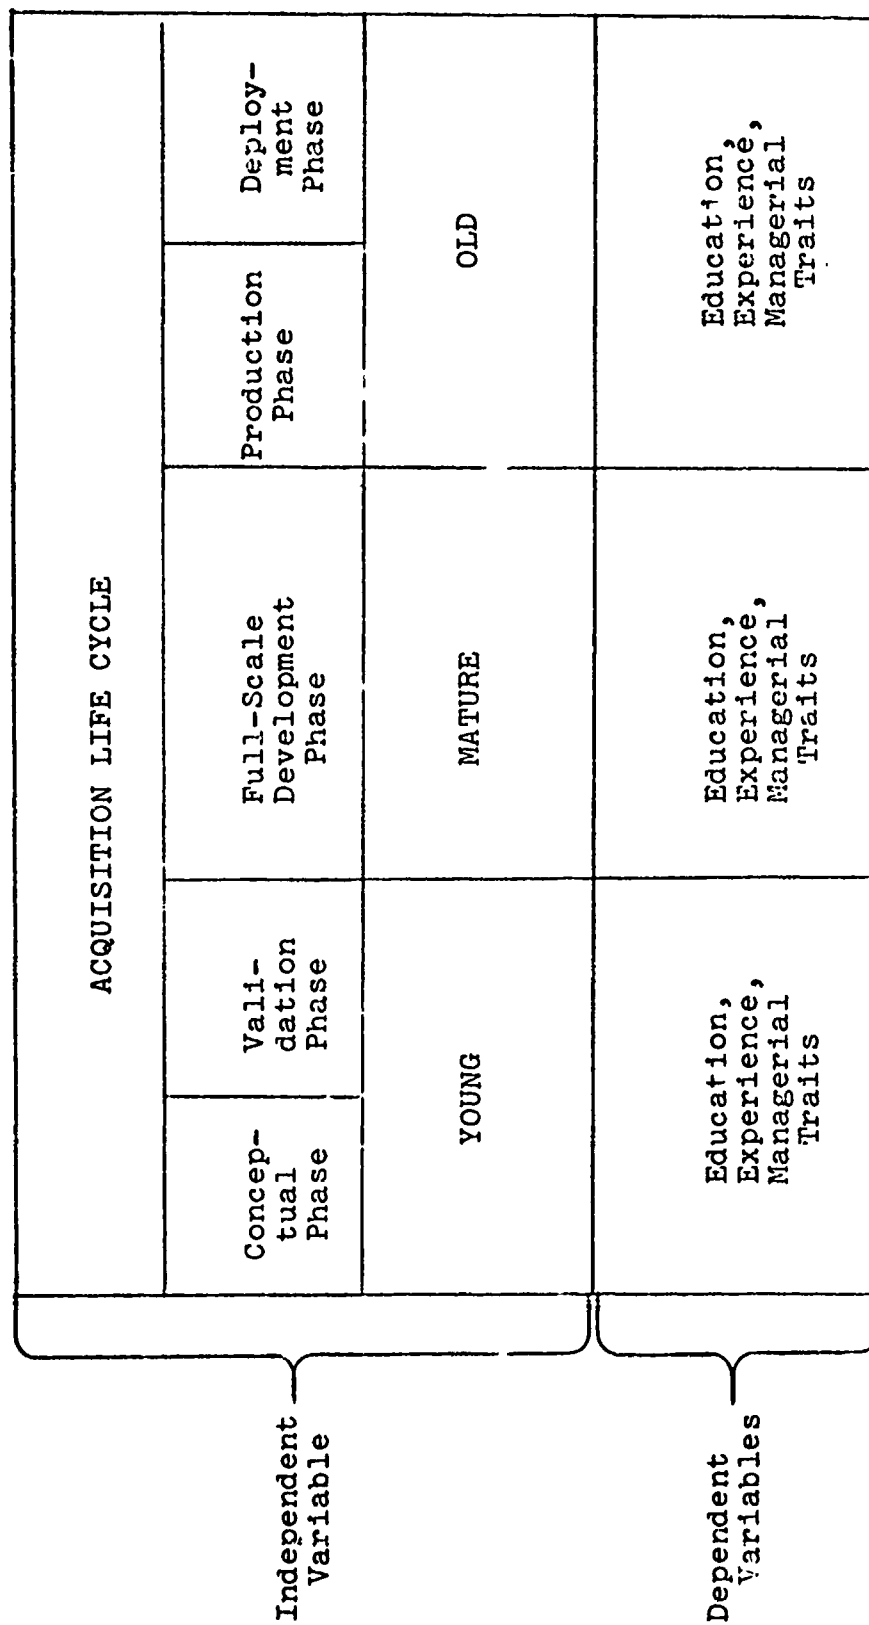 ACQUISITION LIFE CYCLE
Independent
Variable
Concep-
tual
Phase
Vali-
dation
Phase
Full-Scale
Development
Phase
Production
Phase
Deploy-
ment
Phase
YOUNG
MATURE
OLD
Dependent
Variables
Education,
Experience,
Managerial
Traits
Education,
Experience,
Managerial
Traits
Education,
Experience,
Managerial
Traits